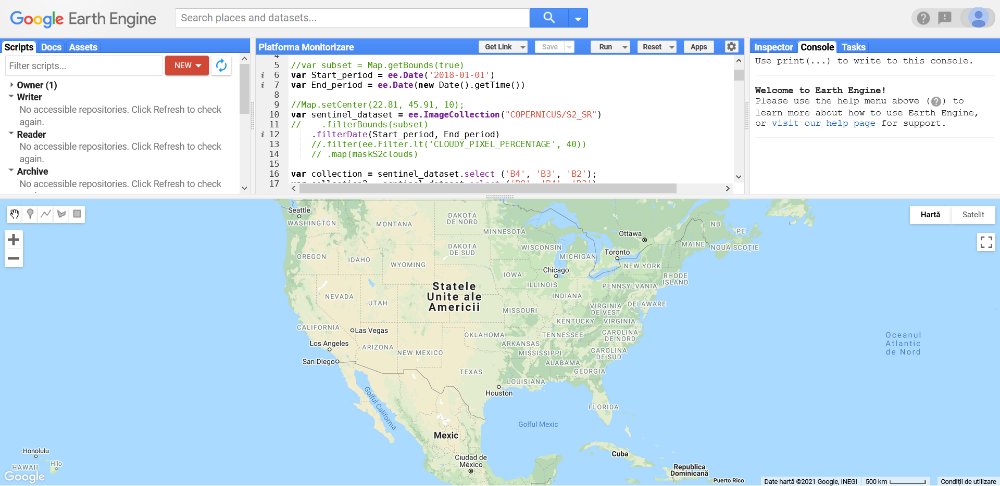 Google Earth Engine
Search places and datasets...
Scripts Docs Assets
Filter scripts...
NEW
Owner (1)
Writer
No accessible repositories. Click Refresh to check
again.
Reader
No accessible repositories. Click Refresh to check
again.
Archive
No accessible repositories. Click Refresh to check
Platforma Monitorizare
Get Link
Save
Run
Reset
Apps
4
5 //var subset = Map.getBounds(true)
i 6 var Start_period = ee.Date('2018-01-01')
i 7 var End_period = ee.Date(new Date().getTime())
8
9 //Map.setCenter(22.81, 45.91, 10);
10 var sentinel_dataset = ee.ImageCollection("COPERNICUS/S2_SR")
11 // .filterBounds(subset)
i 12 .filterDate(Start_period, End_period)
13 //.filter(ee.Filter.lt('CLOUDY_PIXEL_PERCENTAGE', 40))
14 // .map(maskS2clouds)
15
16 var collection = sentinel_dataset.select ('B4', 'B3', 'B2');
17
Inspector Console Tasks
Use print(...) to write to this console.
Welcome to Earth Engine!
Please use the help menu above (?) to
learn more about how to use Earth Engine,
or visit our help page for support.
Hartă
Satelit
Seattle
WASHINGTON
MONTANA
DAKOTA
DE NORD
MINNESOTA
Ottawa
NB
PE
MAINE
NOUA SCOȚIE
OREGON
IDAHO
WYOMING
DAKOTA
DE SUD
WISCONSIN
MICHIGAN
Toronto
NEW YORK
Chicago
IOWA
ILLINOIS
RHODE
ISLAND
PENNSYLVANIA
Statele
Unite ale
Americii
NEVADA
UTAH
INDIANA
MISSOURI
VIRGINIA
DE VEST
DELAWARE
KENTUCKY
VIRGINIA
CALIFORNIA
Las Vegas
OKLAHOMA
TENNESSEE
CAROLINA
DE NORD
Los Angeles
ARIZONA
NEW MEXICO
ARKANSAS
MISSISSIPPI
CAROLINA
DE SUD
San Diego
ALABAMA
TEXAS
GEORGIA
LOUISIANA
Houston
FLORIDA
Oceanul
Atlantic
de Nord
Golful California
Golful Mexic
Mexic
Honolulu
Hilo
HAWAII
Ciudad de
México
Cuba
Republica
Dominicană
Puerto Rico
Google
Date hartă ©2021 Google, INEGI
500 km
Condiții de utilizare